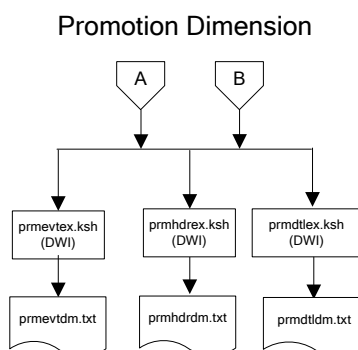 Promotion Dimension
A
B
prmevtex.ksh
(DWI)
prmhdrex.ksh
(DWI)
prmdtlex.ksh
(DWI)
prmevtdm.txt
prmhdrdm.txt
prmdtldm.txt